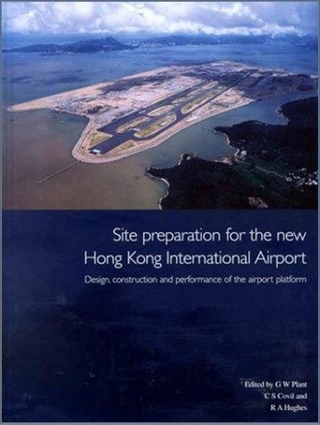 Site preparation for the new
Hong Kong International Airport
Design, construction and performance of the airport platform
Edited by G W Plant
C S Covil and
R A Hughes